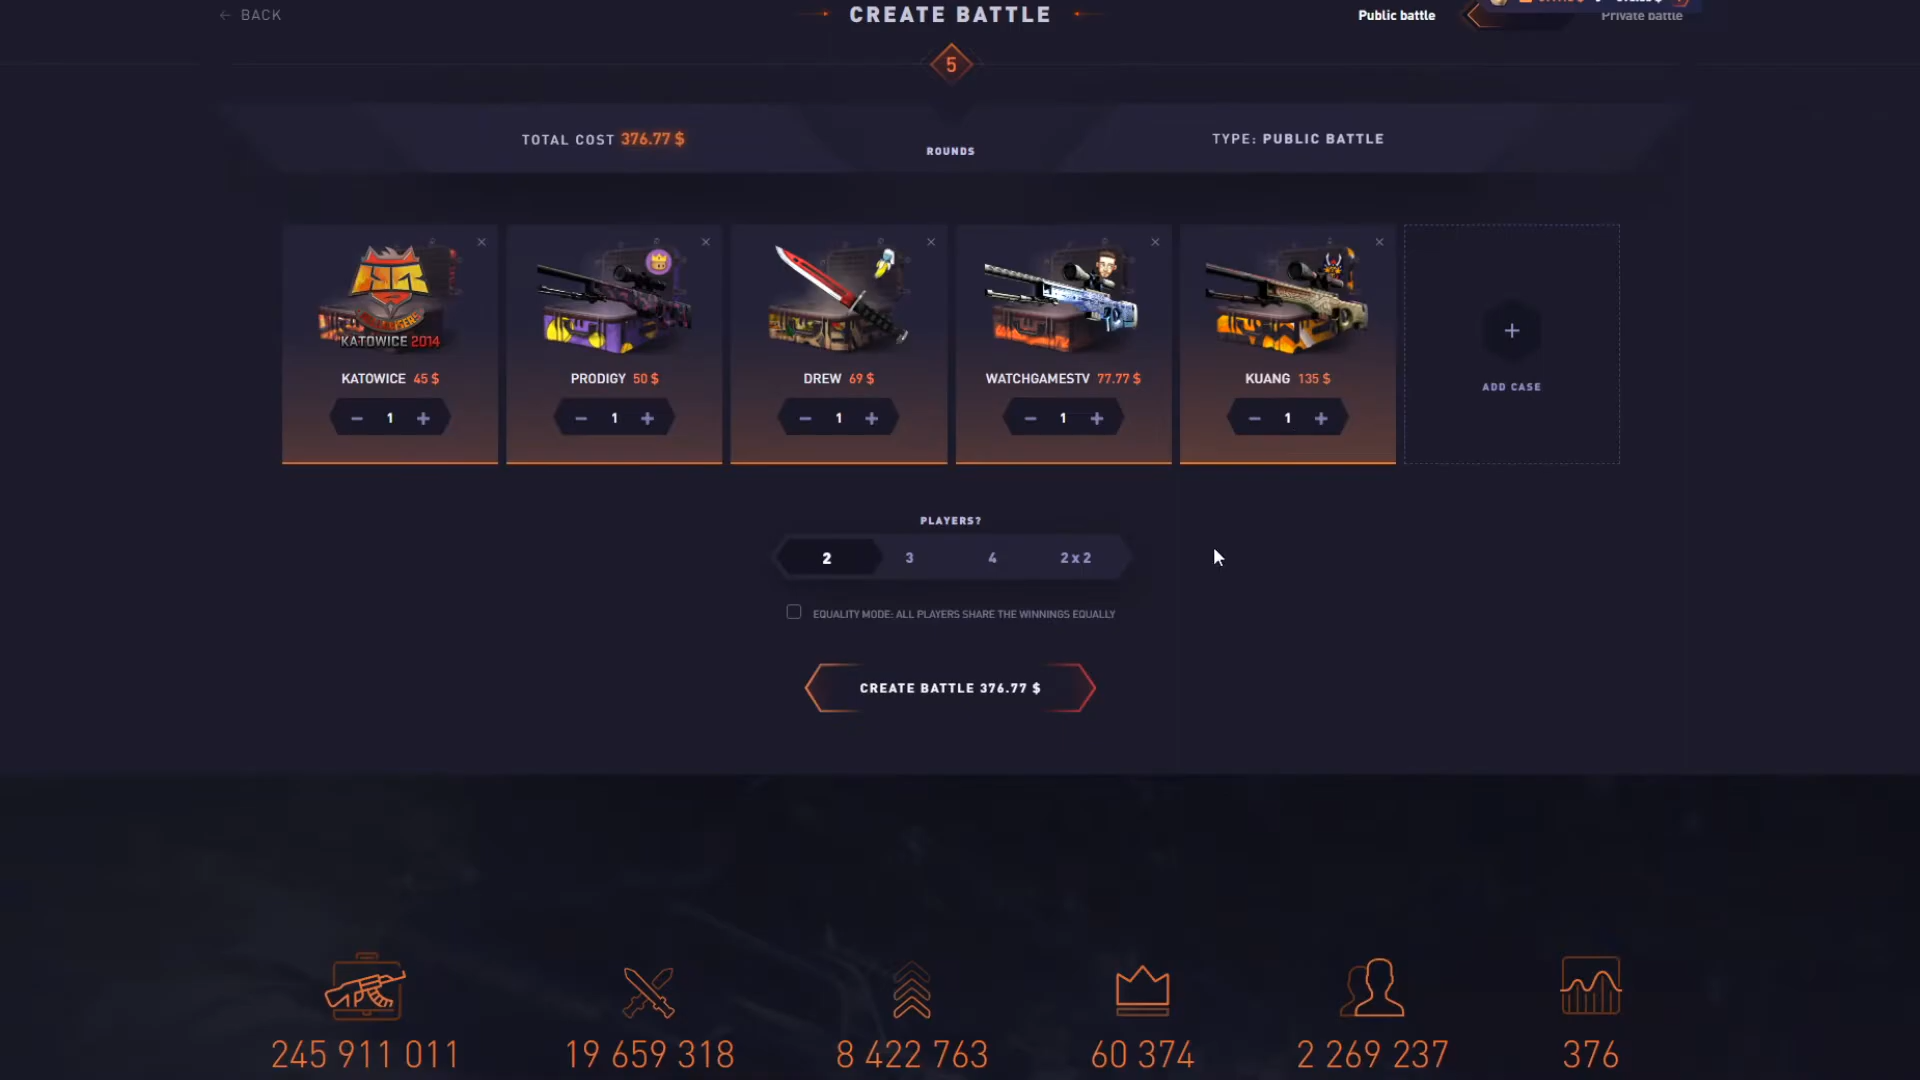 ← BACK
CREATE BATTLE
Public battle
Private battle
5
TOTAL COST 376.77 $
ROUNDS
TYPE: PUBLIC BATTLE
KATOWICE 2014
KATOWICE 45 $
PRODIGY 50 $
DREW 69 $
WATCHGAMESTV 77.77 $
KUANG 135 $
− 1 +
− 1 +
− 1 +
− 1 +
− 1 +
+
ADD CASE
PLAYERS?
2 3 4 2 x 2
EQUALITY MODE: ALL PLAYERS SHARE THE WINNINGS EQUALLY
CREATE BATTLE 376.77 $
245 911 011
19 659 318
8 422 763
60 374
2 269 237
376